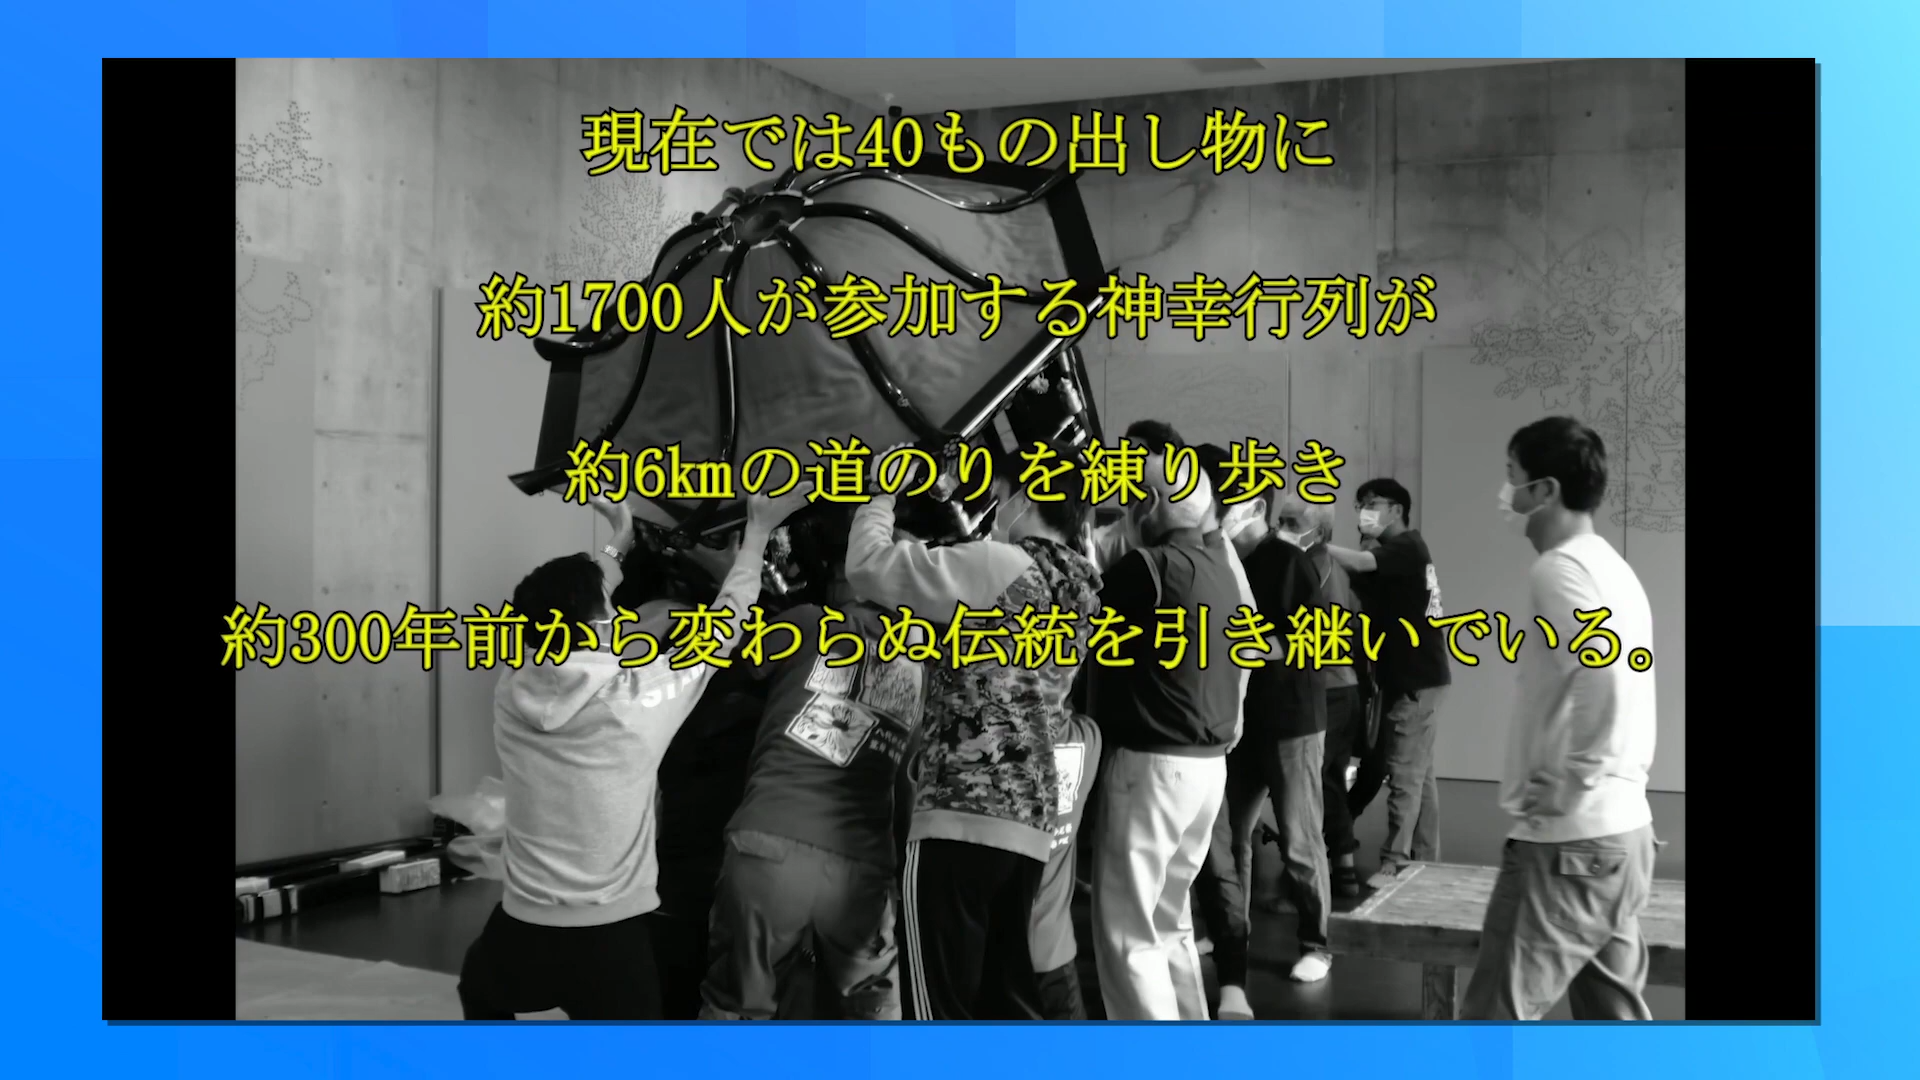 現在では40もの出し物に
約1700人が参加する神幸行列が
約6kmの道のりを練り歩き
約300年前から変わらぬ伝統を引き継いでいる。